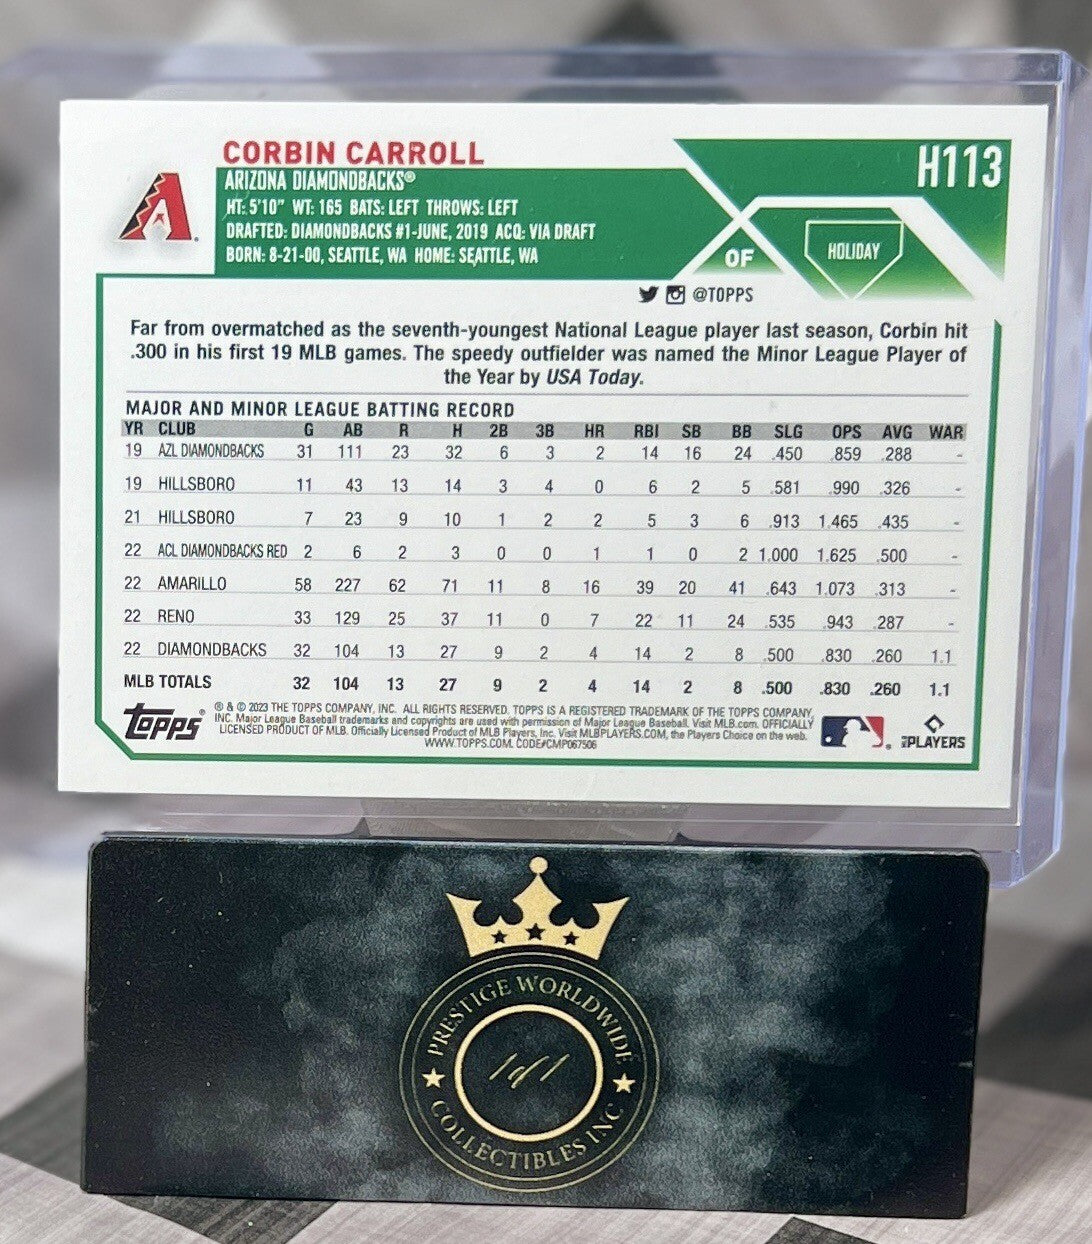 CORBIN CARROLL
H113
ARIZONA DIAMONDBACKS®
HT: 5'10" WT: 165 BATS: LEFT THROWS: LEFT
DRAFTED: DIAMONDBACKS #1-JUNE, 2019 ACQ: VIA DRAFT
BORN: 8-21-00, SEATTLE, WA HOME: SEATTLE, WA
OF
HOLIDAY
@TOPPS
Far from overmatched as the seventh-youngest National League player last season, Corbin hit
.300 in his first 19 MLB games. The speedy outfielder was named the Minor League Player of
the Year by USA Today.
MAJOR AND MINOR LEAGUE BATTING RECORD
YR CLUB G AB R H 2B 3B HR RBI SB BB SLG OPS AVG WAR
19 AZL DIAMONDBACKS 31 111 23 32 6 3 2 14 16 24 .450 .859 .288 -
19 HILLSBORO 11 43 13 14 3 4 0 6 2 5 .581 .990 .326 -
21 HILLSBORO 7 23 9 10 1 2 2 5 3 6 .913 1.465 .435 -
22 ACL DIAMONDBACKS RED 2 6 2 3 0 0 1 1 0 2 1.000 1.625 .500 -
22 AMARILLO 58 227 62 71 11 8 16 39 20 41 .643 1.073 .313 -
22 RENO 33 129 25 37 11 0 7 22 11 24 .535 .943 .287 -
22 DIAMONDBACKS 32 104 13 27 9 2 4 14 2 8 .500 .830 .260 1.1
MLB TOTALS 32 104 13 27 9 2 4 14 2 8 .500 .830 .260 1.1
topps®
® & © 2023 THE TOPPS COMPANY, INC. ALL RIGHTS RESERVED. TOPPS IS A REGISTERED TRADEMARK OF THE TOPPS COMPANY,
INC. Major League Baseball trademarks and copyrights are used with permission of Major League Baseball. Visit MLB.com. OFFICIALLY
LICENSED PRODUCT OF MLB. Officially Licensed Product of MLB Players, Inc. Visit MLBPLAYERS.COM, the Players Choice on the web.
WWW.TOPPS.COM. CODE#CMP067506
MLB PLAYERS
PRESTIGE WORLDWIDE
1of1
COLLECTIBLES INC